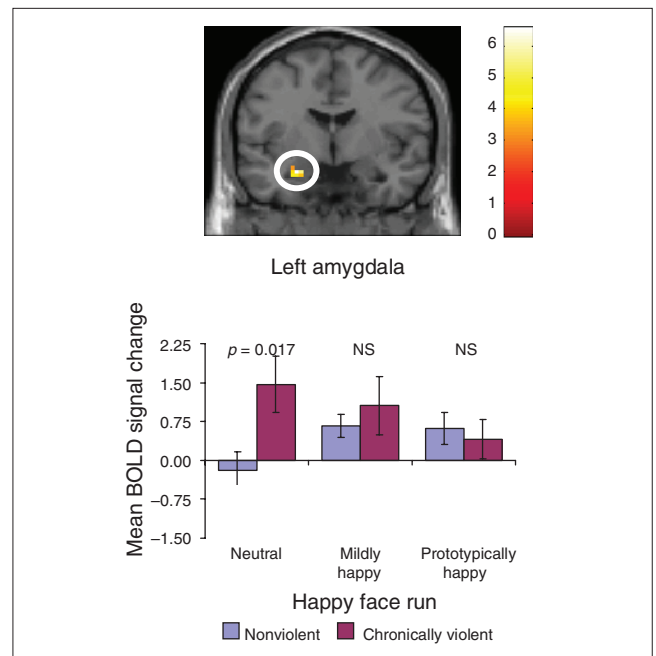 6
5
4
3
2
1
0
Left amygdala
Mean BOLD signal change
2.25
1.50
0.75
0.00
−0.75
−1.50
p = 0.017
NS
NS
Neutral
Mildly
happy
Prototypically
happy
Happy face run
Nonviolent
Chronically violent